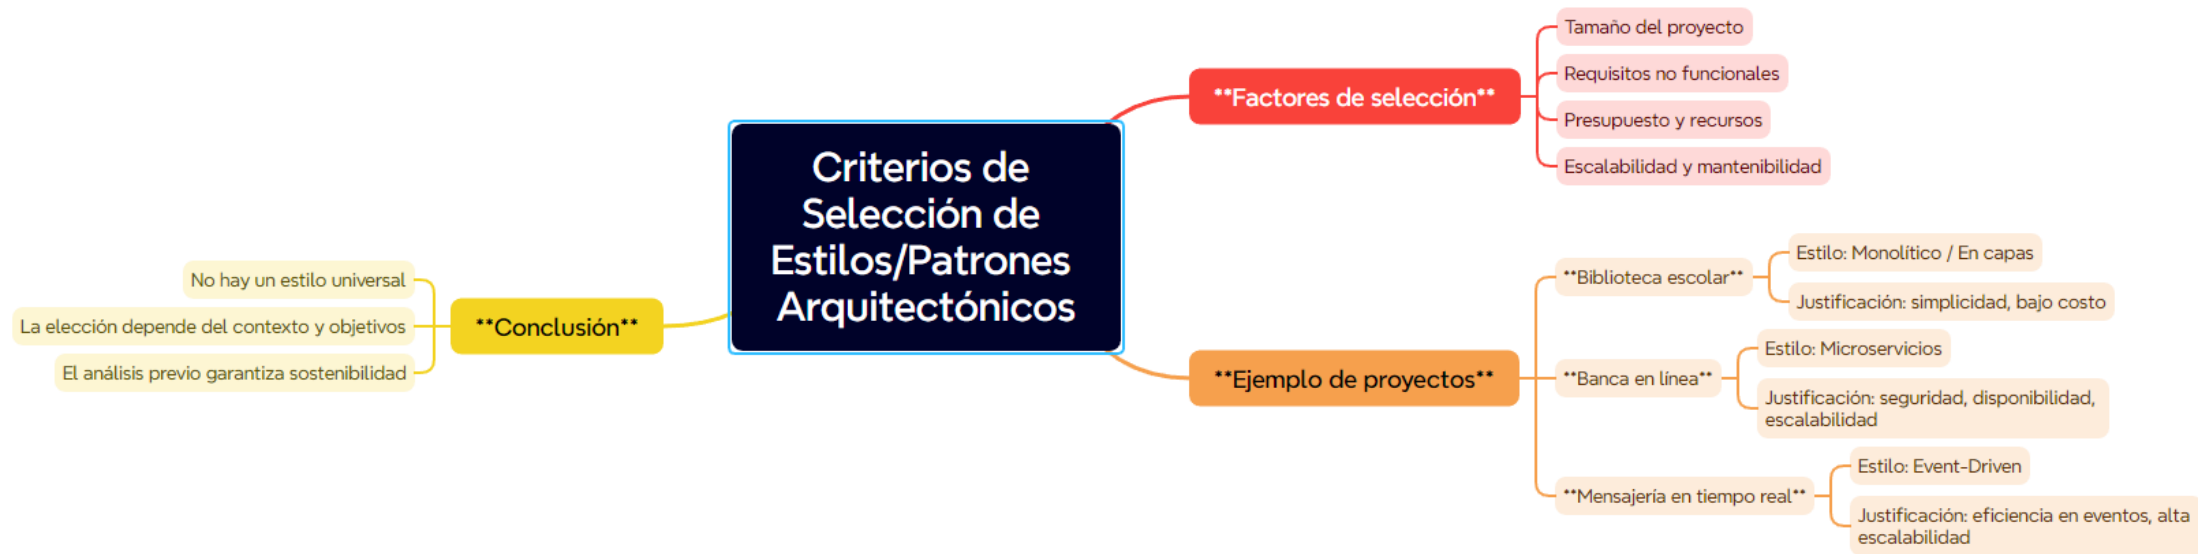 Criterios de
Selección de
Estilos/Patrones
Arquitectónicos
**Factores de selección**
Tamaño del proyecto
Requisitos no funcionales
Presupuesto y recursos
Escalabilidad y mantenibilidad
**Ejemplo de proyectos**
**Biblioteca escolar**
Estilo: Monolítico / En capas
Justificación: simplicidad, bajo costo
**Banca en línea**
Estilo: Microservicios
Justificación: seguridad, disponibilidad,
escalabilidad
**Mensajería en tiempo real**
Estilo: Event-Driven
Justificación: eficiencia en eventos, alta
escalabilidad
**Conclusión**
No hay un estilo universal
La elección depende del contexto y objetivos
El análisis previo garantiza sostenibilidad